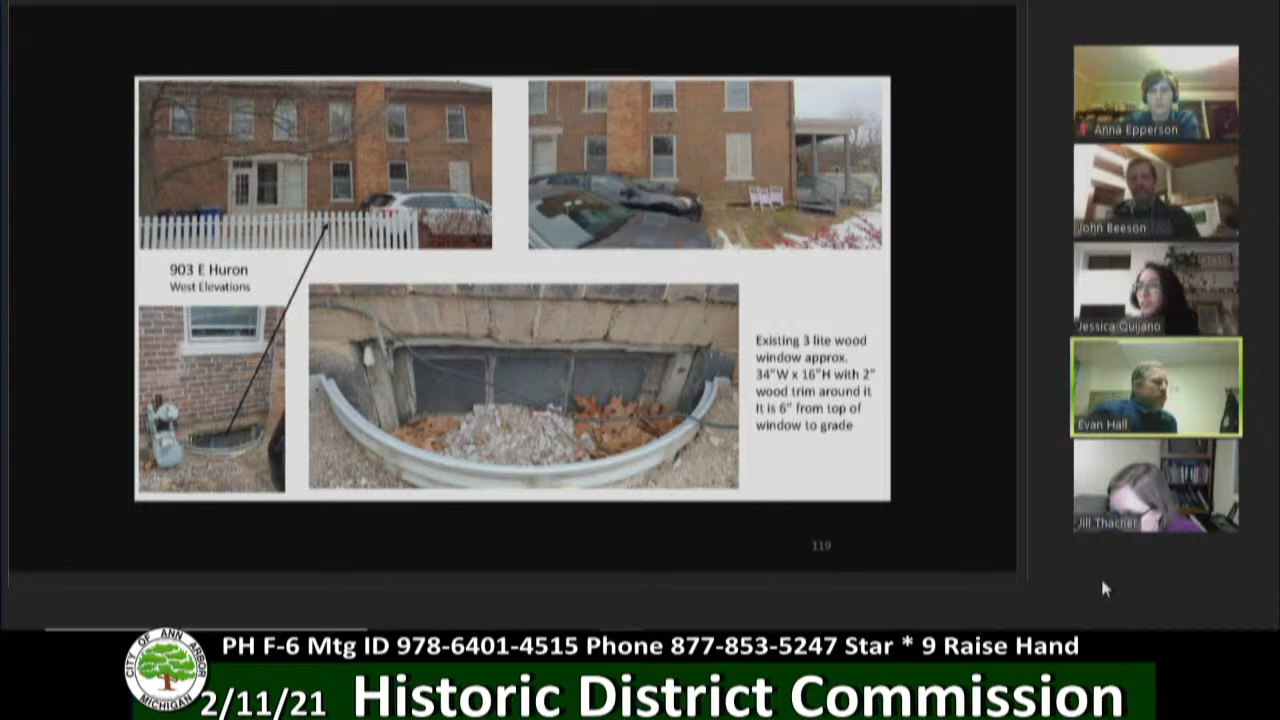 903 E Huron
West Elevations
Existing 3 lite wood
window approx.
34"W x 16"H with 2"
wood trim around it
It is 6" from top of
window to grade
119
Anna Epperson
John Beeson
Jessica Quijano
Evan Hall
Jill Thacher
PH F-6 Mtg ID 978-6401-4515 Phone 877-853-5247 Star * 9 Raise Hand
CITY OF ANN ARBOR
MICHIGAN
2/11/21 Historic District Commission